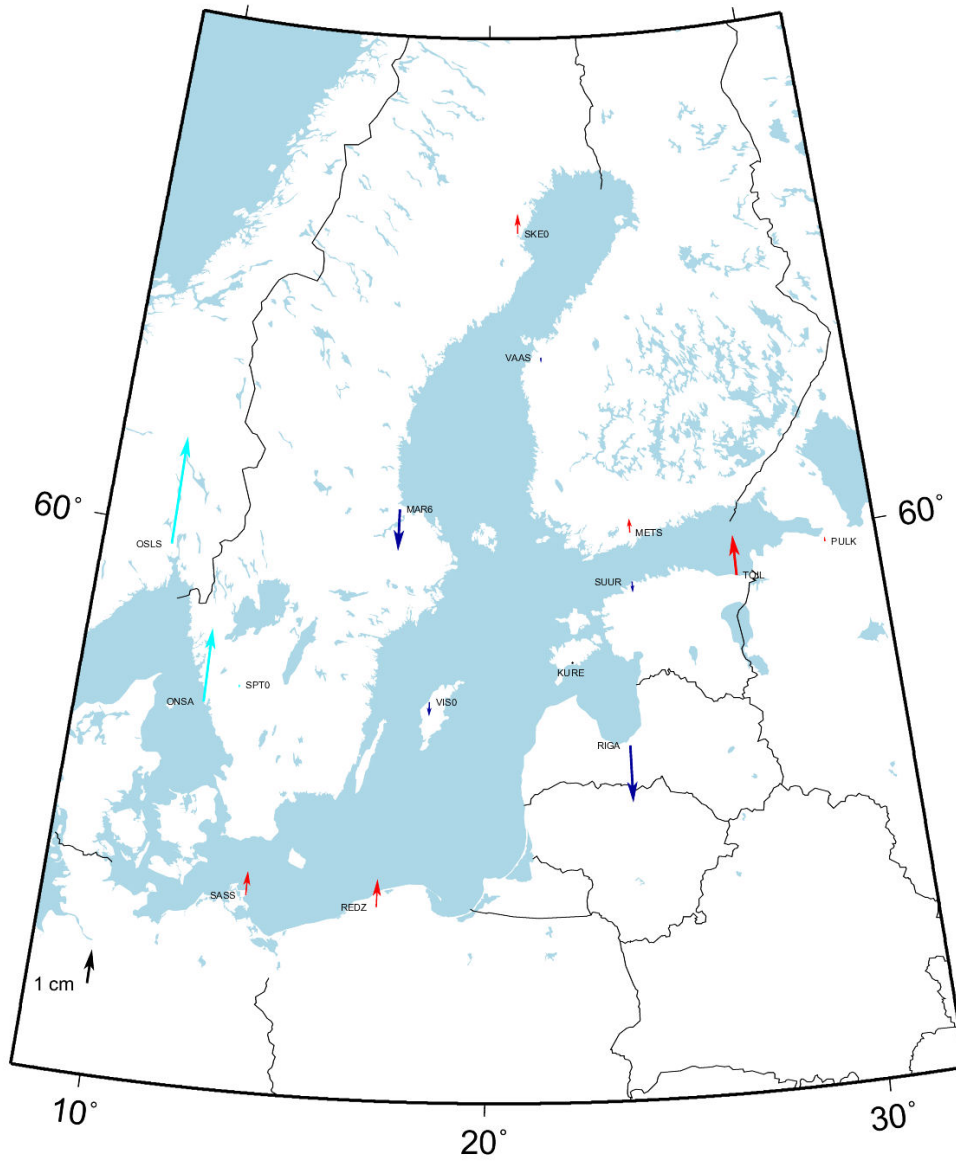 SKE0
VAAS
60°
MAR6
60°
METS
OSLS
PULK
SUUR
TOIL
KURE
SPT0
ONSA
VIS0
RIGA
SASS
REDZ
1 cm
10°
20°
30°